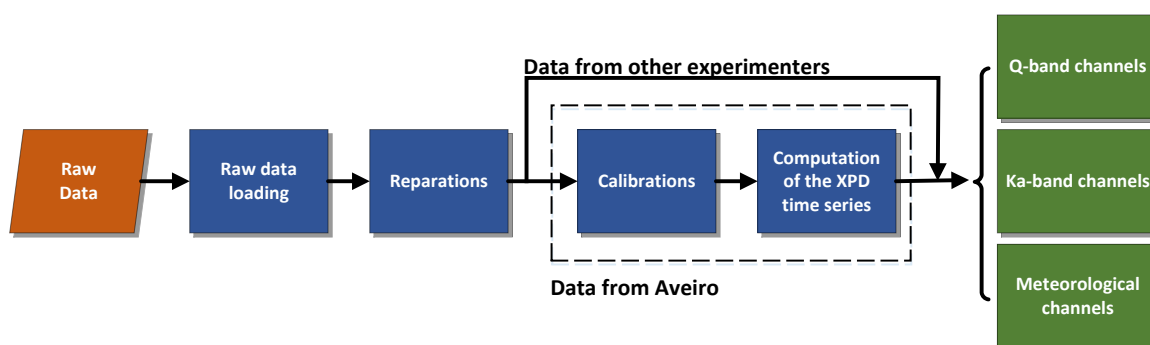 Raw
Data
Raw data
loading
Reparations
Data from other experimenters
Calibrations
Computation
of the XPD
time series
Data from Aveiro
Q-band channels
Ka-band channels
Meteorological
channels